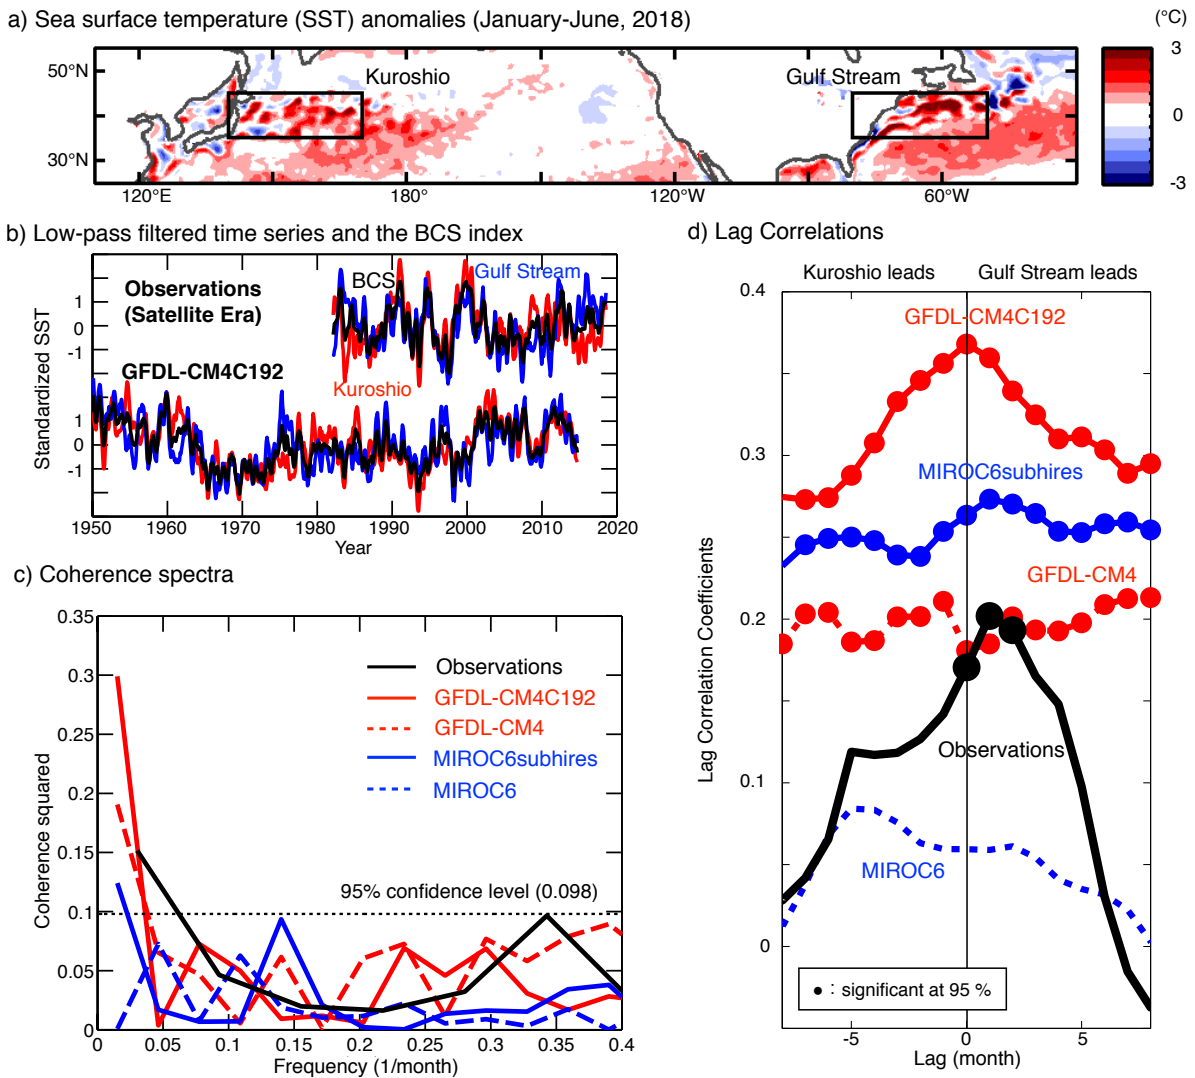 a) Sea surface temperature (SST) anomalies (January-June, 2018)
(°C)
50°N
30°N
Kuroshio
Gulf Stream
120°E
180°
120°W
60°W
3
0
-3
b) Low-pass filtered time series and the BCS index
Observations
(Satellite Era)
BCS
Gulf Stream
GFDL-CM4C192
Kuroshio
Standardized SST
1
0
-1
1
0
-1
1950 1960 1970 1980 1990 2000 2010 2020
Year
c) Coherence spectra
0.35
0.3
0.25
0.2
0.15
0.1
0.05
0
Coherence squared
Observations
GFDL-CM4C192
GFDL-CM4
MIROC6subhires
MIROC6
95% confidence level (0.098)
0 0.05 0.1 0.15 0.2 0.25 0.3 0.35 0.4
Frequency (1/month)
d) Lag Correlations
Kuroshio leads
Gulf Stream leads
0.4
0.3
0.2
0.1
0
Lag Correlation Coefficients
GFDL-CM4C192
MIROC6subhires
GFDL-CM4
Observations
MIROC6
● : significant at 95 %
-5 0 5
Lag (month)